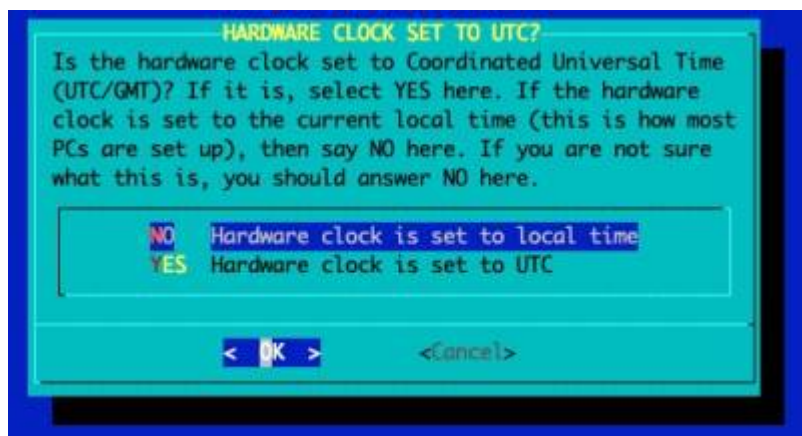 HARDWARE CLOCK SET TO UTC?
Is the hardware clock set to Coordinated Universal Time
(UTC/GMT)? If it is, select YES here. If the hardware
clock is set to the current local time (this is how most
PCs are set up), then say NO here. If you are not sure
what this is, you should answer NO here.
NO Hardware clock is set to local time
YES Hardware clock is set to UTC
< OK > <Cancel>